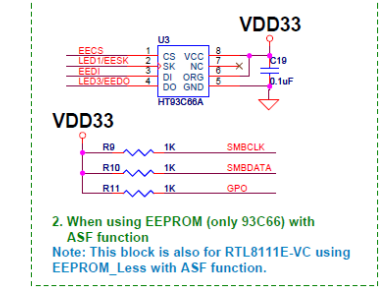 VDD33
U3
EECS 1 CS VCC 8
LED1/EESK 2 SK NC 7
EEDI 3 DI ORG 6
LED3/EEDO 4 DO GND 5
HT93C66A
C19
0.1uF
VDD33
R9 1K SMBCLK
R10 1K SMBDATA
R11 1K GPO
2. When using EEPROM (only 93C66) with
ASF function
Note: This block is also for RTL8111E-VC using
EEPROM_Less with ASF function.